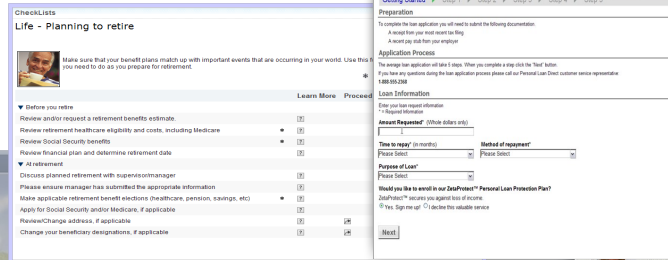 CheckLists
Life - Planning to retire
Make sure that your benefit plans match up with important events that are occurring in your world. Use this
you need to do as you prepare for retirement.
*
Learn More Proceed
▼ Before you retire
Review and/or request a retirement benefits estimate. ?
Review retirement healthcare eligibility and costs, including Medicare * ?
Review Social Security benefits * ?
Review financial plan and determine retirement date ?
▼ At retirement
Discuss planned retirement with supervisor/manager ?
Please ensure manager has submitted the appropriate information ?
Make applicable retirement benefit elections (healthcare, pension, savings, etc) * ?
Apply for Social Security and/or Medicare, if applicable ?
Review/Change address, if applicable ?
Change your beneficiary designations, if applicable ?
Getting Started Step 1 Step 2 Step 3 Step 4 Step 5
Preparation
To complete the loan application you will need to submit the following documentation.
A receipt from your most recent tax filing
A recent pay stub from your employer
Application Process
The average loan application will take 5 steps. When you complete a step click the "Next" button.
If you have any questions during the loan application process please call our Personal Loan Direct customer service representative
1-888-555-2368
Loan Information
Enter your loan request information
* = Required Information
Amount Requested* (Whole dollars only)
Time to repay* (in months) Method of repayment*
Please Select Please Select
Purpose of Loan*
Please Select
Would you like to enroll in our ZetaProtect™ Personal Loan Protection Plan?
ZetaProtect™ secures you against loss of income.
Yes. Sign me up! I decline this valuable service
Next